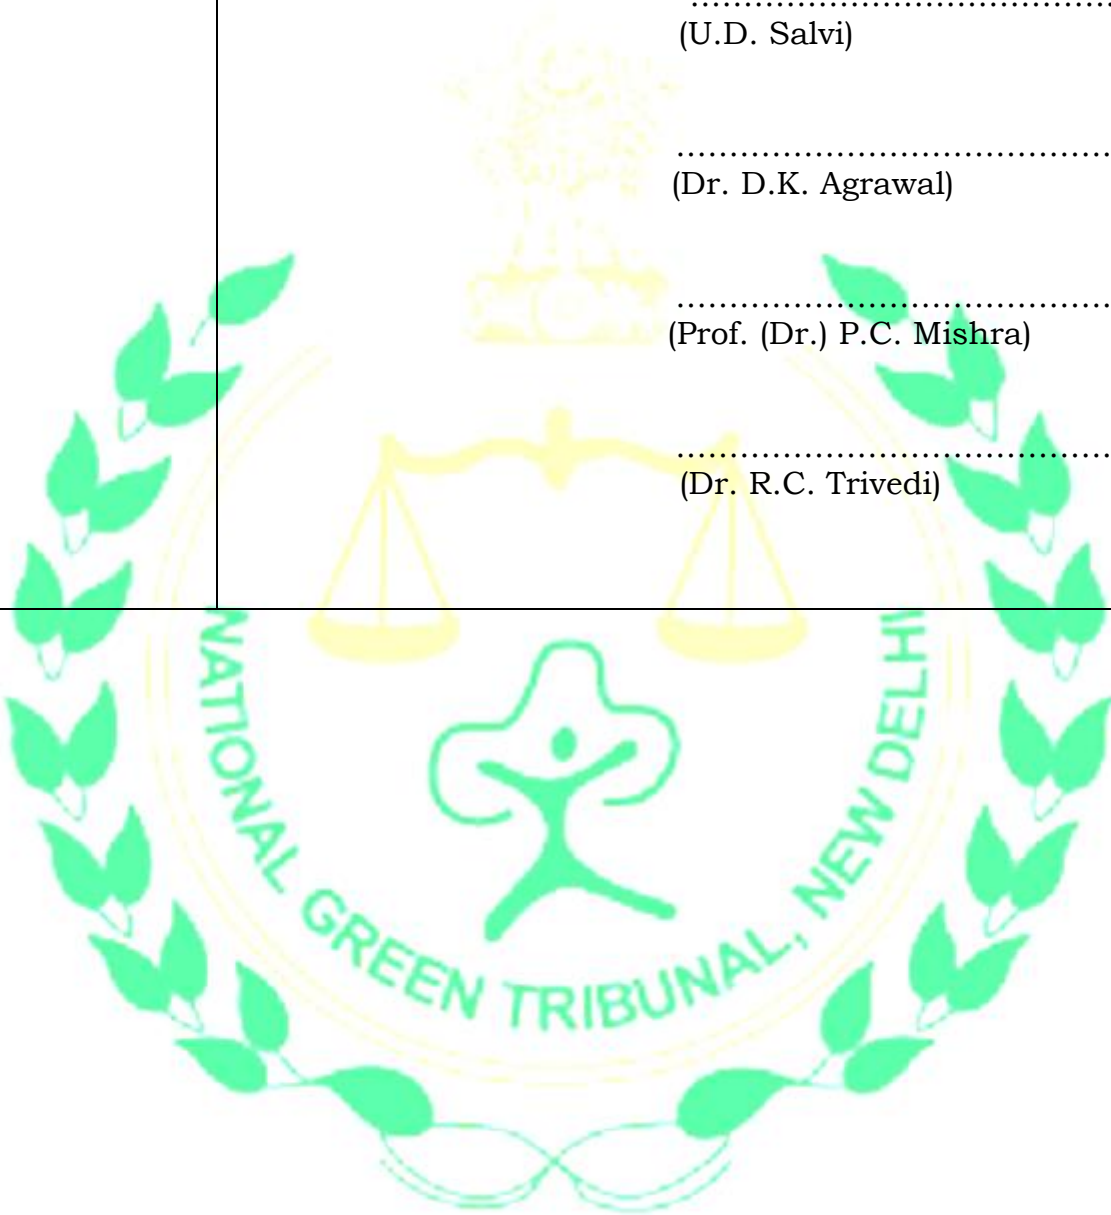 ..........................................
(U.D. Salvi)
..........................................
(Dr. D.K. Agrawal)
..........................................
(Prof. (Dr.) P.C. Mishra)
..........................................
(Dr. R.C. Trivedi)
NATIONAL GREEN TRIBUNAL, NEW DELHI